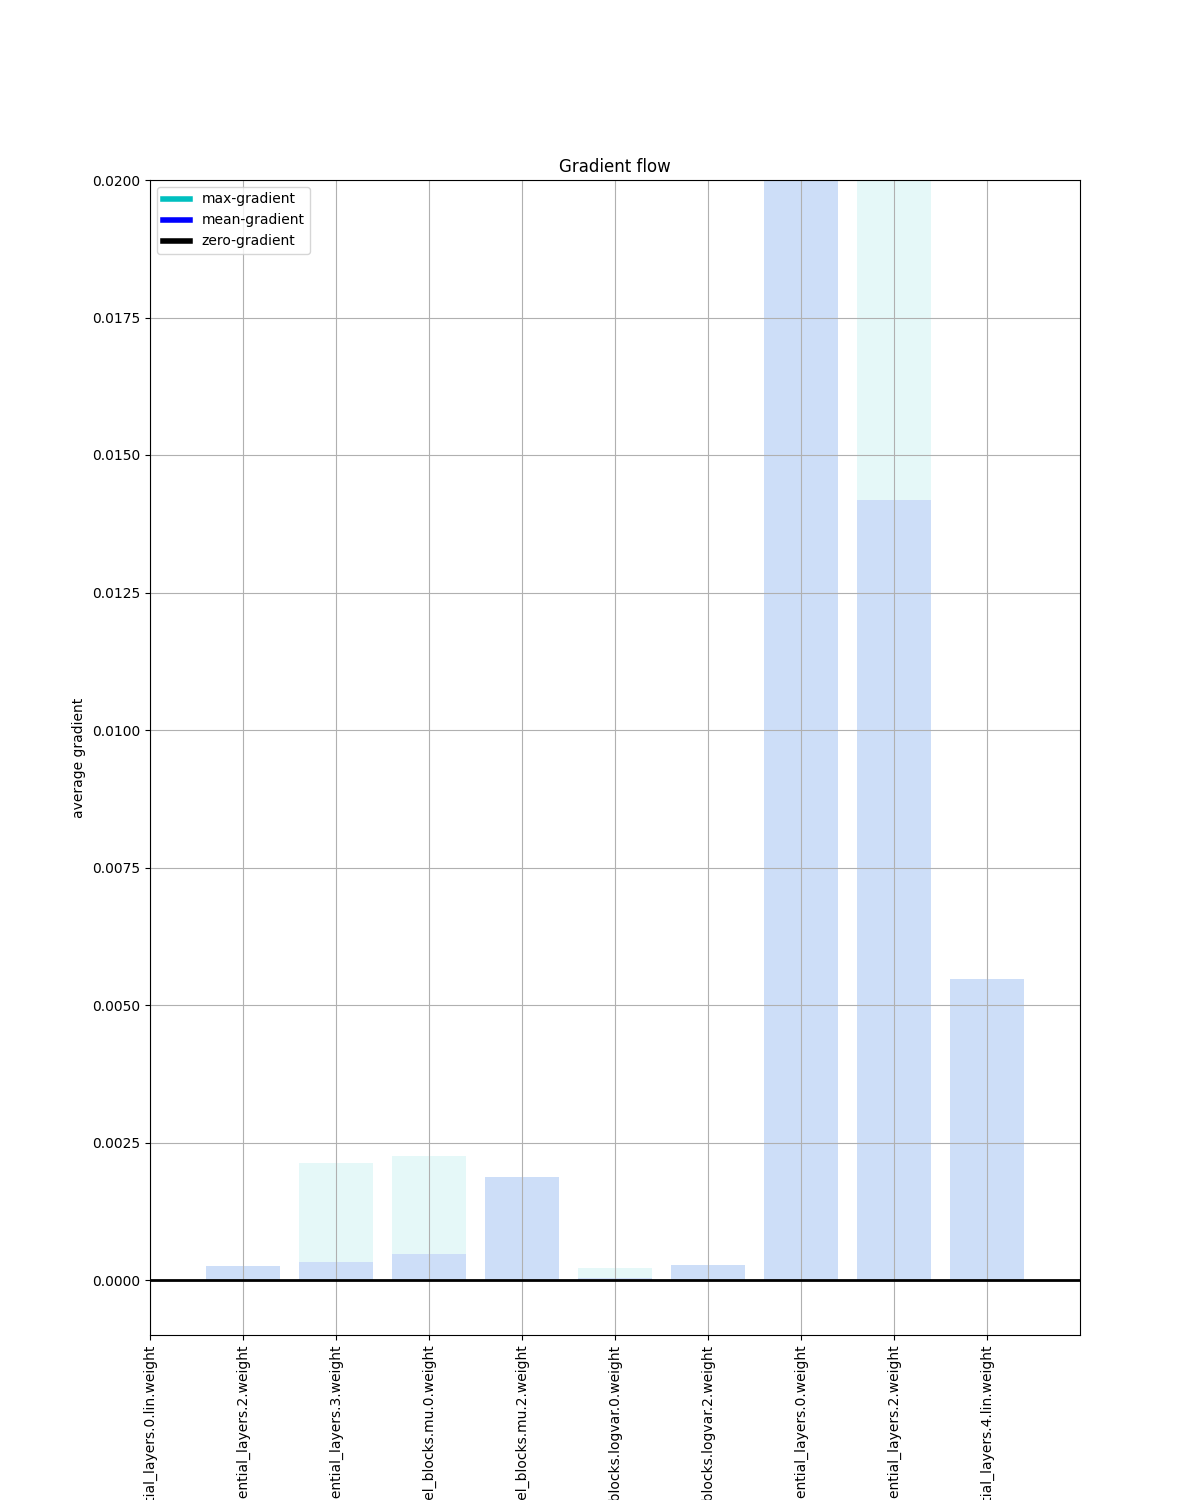 Gradient flow
max-gradient
mean-gradient
zero-gradient
0.0200
0.0175
0.0150
0.0125
0.0100
0.0075
0.0050
0.0025
0.0000
average gradient
tial_layers.0.lin.weight
ential_layers.2.weight
ential_layers.3.weight
el_blocks.mu.0.weight
el_blocks.mu.2.weight
blocks.logvar.0.weight
blocks.logvar.2.weight
ential_layers.0.weight
ential_layers.2.weight
tial_layers.4.lin.weight